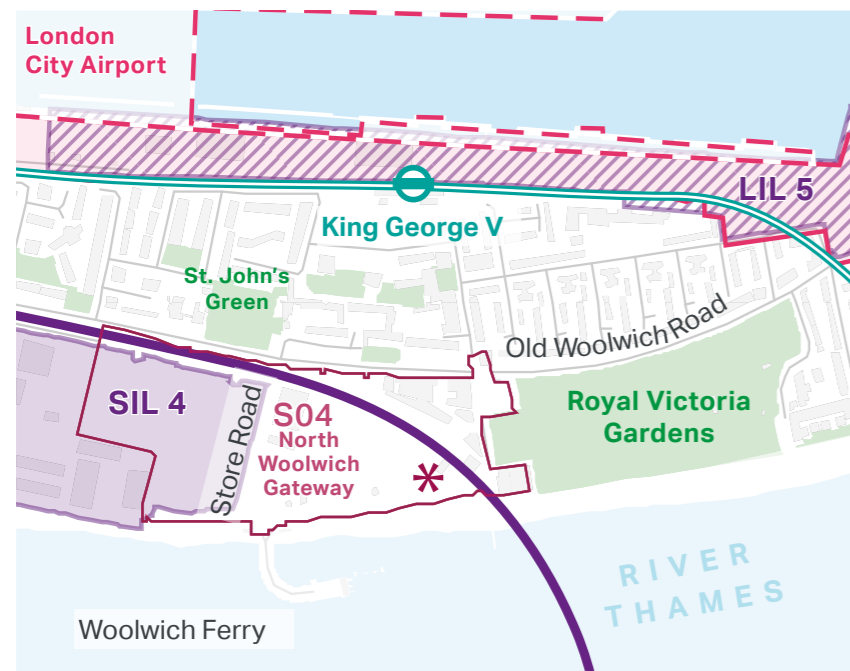 London
City Airport
LIL 5
King George V
St. John's
Green
Old Woolwich Road
SIL 4
Store Road
S04
North
Woolwich
Gateway
*
Royal Victoria
Gardens
RIVER
THAMES
Woolwich Ferry